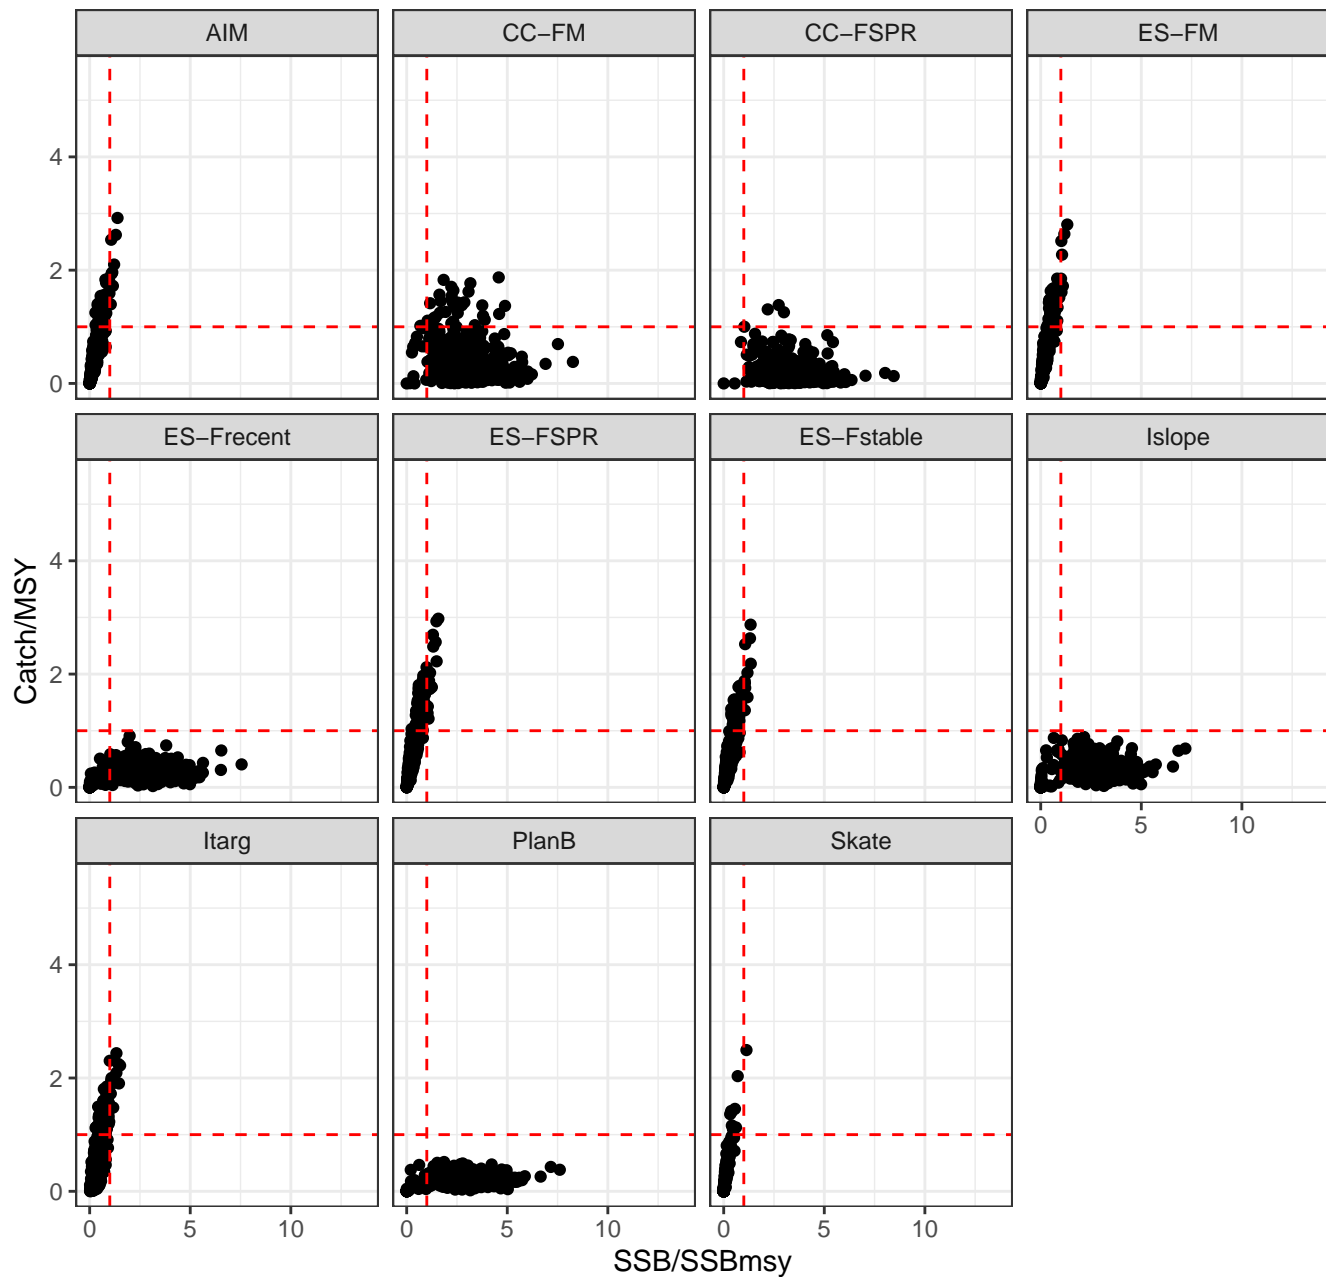 AIM CC−FM CC−FSPR ES−FM
4
2
0
ES−Frecent ES−FSPR ES−Fstable Islope
4
2
0
0 5 10
Itarg PlanB Skate
4
2
0
0 5 10 0 5 10 0 5 10
Catch/MSY
SSB/SSBmsy